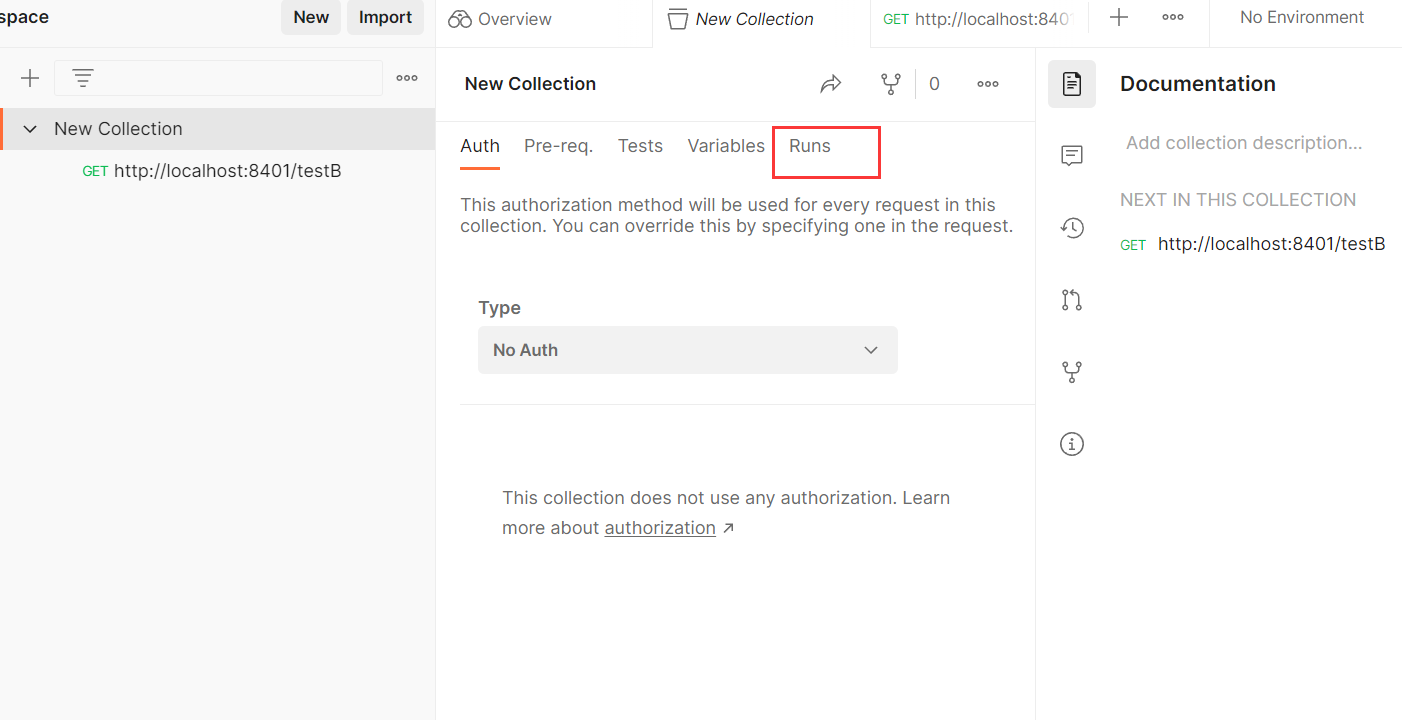 space
New
Import
Overview
New Collection
GET http://localhost:840
No Environment
New Collection
GET http://localhost:8401/testB
New Collection
0
Auth
Pre-req.
Tests
Variables
Runs
This authorization method will be used for every request in this
collection. You can override this by specifying one in the request.
Type
No Auth
This collection does not use any authorization. Learn
more about authorization
Documentation
Add collection description...
NEXT IN THIS COLLECTION
GET http://localhost:8401/testB